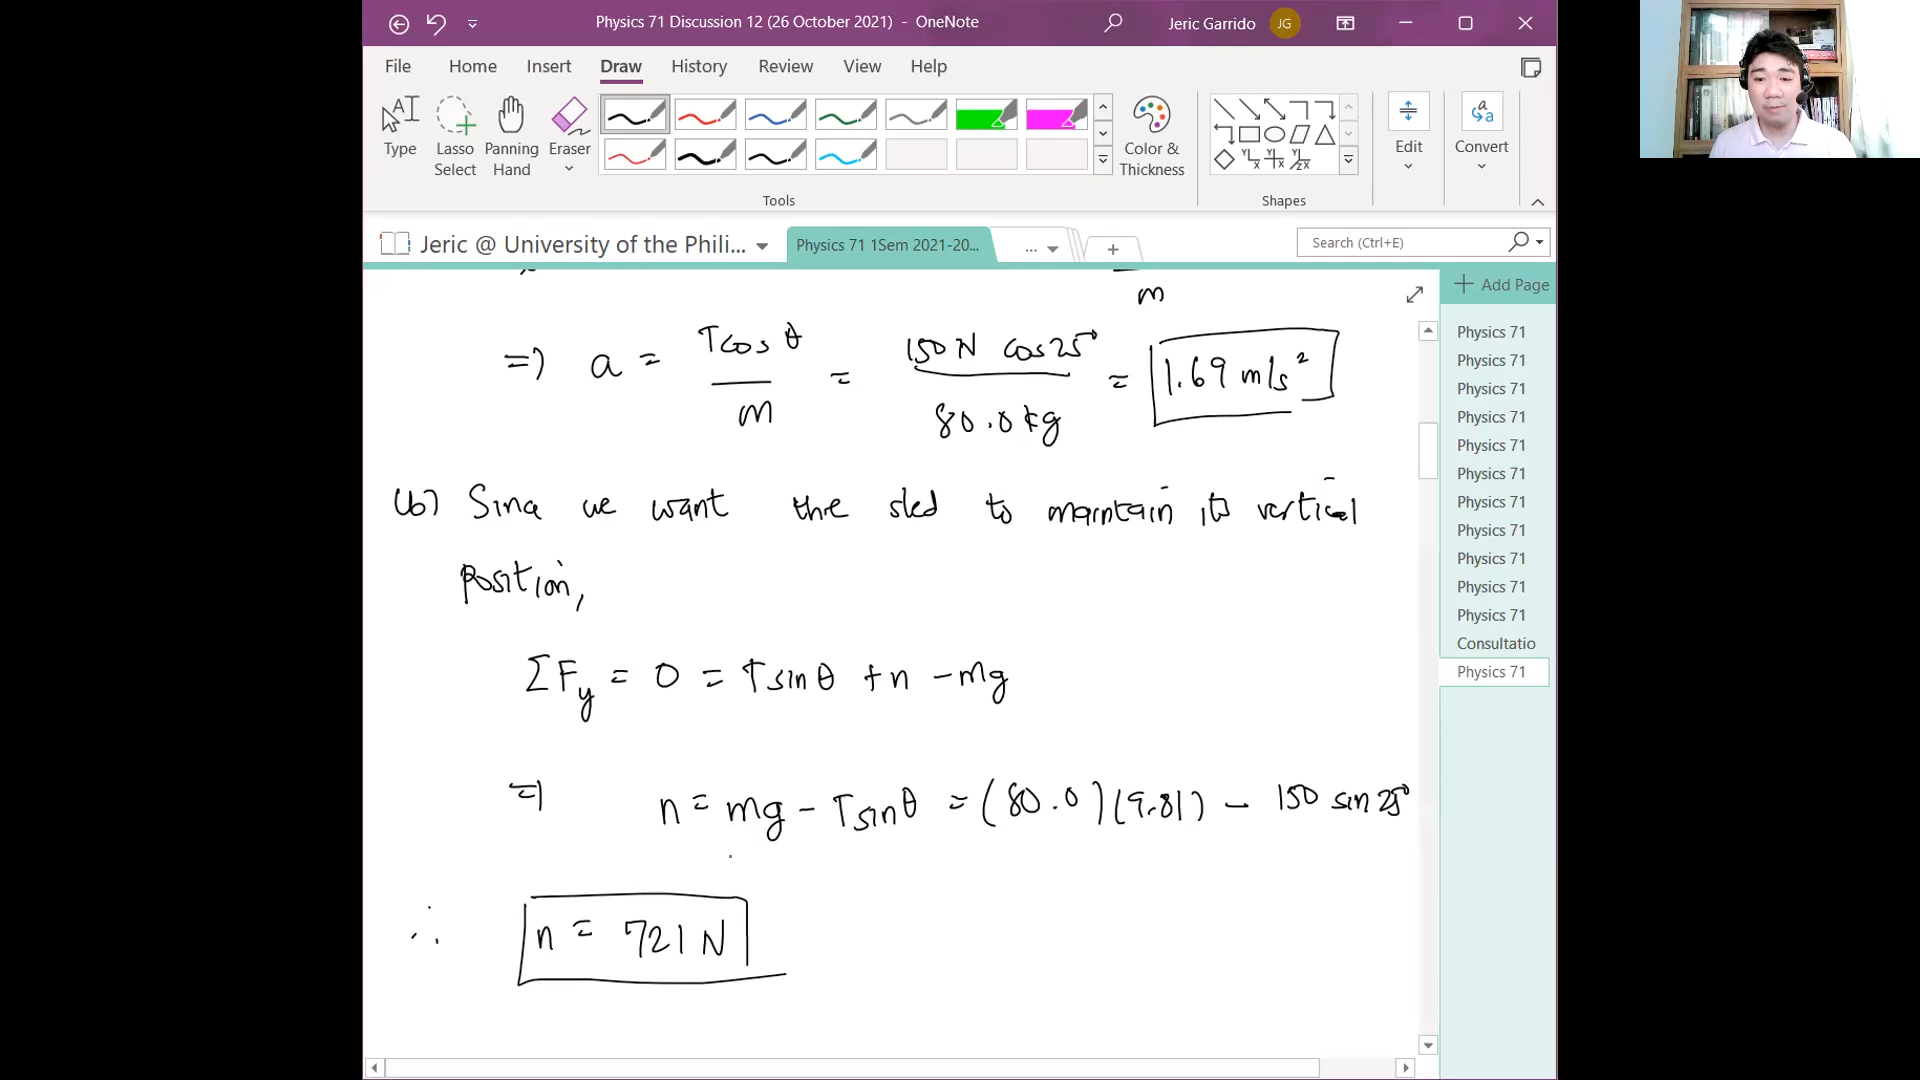 Physics 71 Discussion 12 (26 October 2021) - OneNote
Jeric Garrido
JG
File Home Insert Draw History Review View Help
Type
Lasso Select
Panning Hand
Eraser
Color & Thickness
Edit
Convert
Tools
Shapes
Jeric @ University of the Phili...
Physics 71 1Sem 2021-20...
...
Search (Ctrl+E)
Add Page
Physics 71
Physics 71
Physics 71
Physics 71
Physics 71
Physics 71
Physics 71
Physics 71
Physics 71
Physics 71
Physics 71
Consultatio
Physics 71
m
=> a = Tcos θ / m = 150 N cos 25° / 80.0 kg = 1.69 m/s²
(b) Since we want the sled to maintain its vertical
position,
ΣFy = 0 = T sin θ + n - mg
=> n = mg - T sin θ = (80.0)(9.81) - 150 sin 25°
∴ n = 721 N